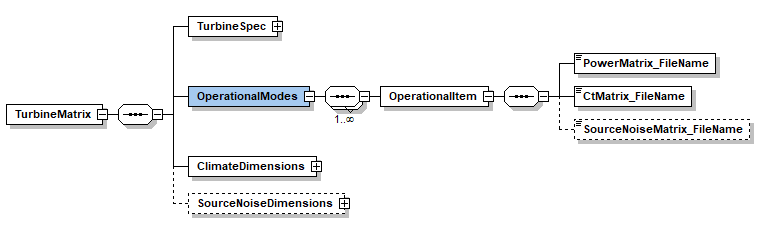 TurbineMatrix
TurbineSpec
OperationalModes
1..∞
OperationalItem
PowerMatrix_FileName
CtMatrix_FileName
SourceNoiseMatrix_FileName
ClimateDimensions
SourceNoiseDimensions